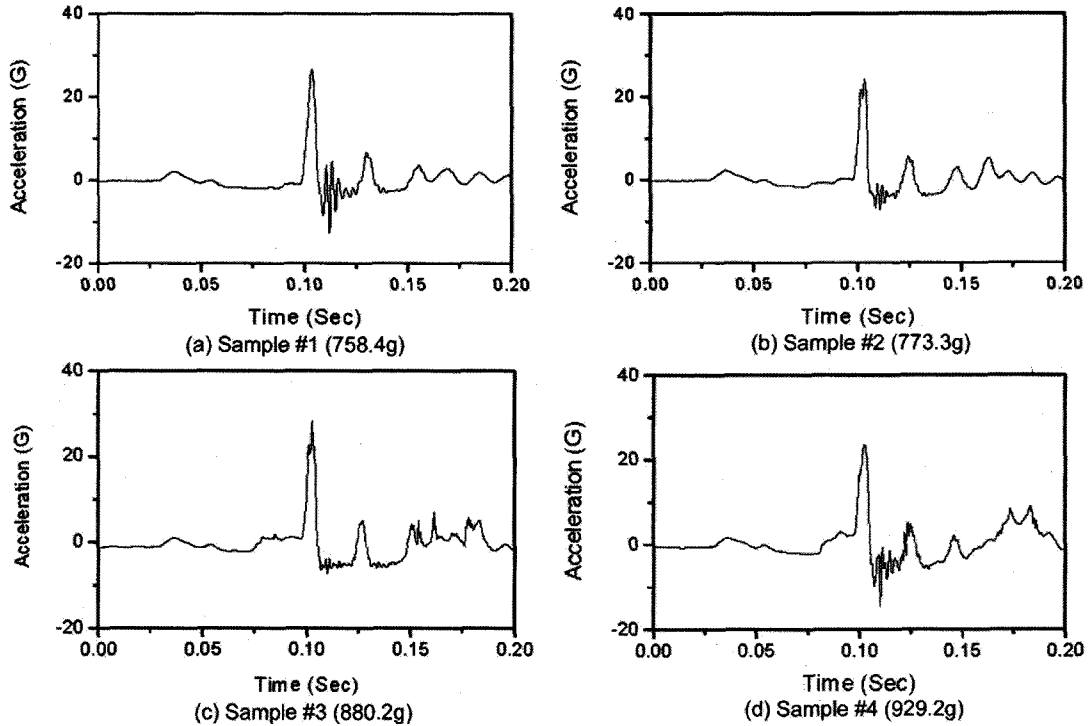 40
20
0
-20
Acceleration (G)
0.00 0.05 0.10 0.15 0.20
Time (Sec)
(a) Sample #1 (758.4g)
40
20
0
-20
Acceleration (G)
0.00 0.05 0.10 0.15 0.20
Time (Sec)
(b) Sample #2 (773.3g)
40
20
0
-20
Acceleration (G)
0.00 0.05 0.10 0.15 0.20
Time (Sec)
(c) Sample #3 (880.2g)
40
20
0
-20
Acceleration (G)
0.00 0.05 0.10 0.15 0.20
Time (Sec)
(d) Sample #4 (929.2g)